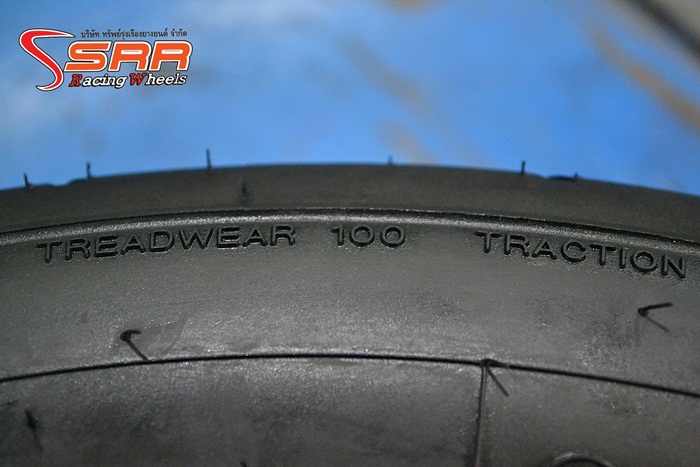 บริษัท ทรัพย์รุ่งเรืองยางยนต์ จำกัด
SRR
Racing Wheels
TREADWEAR 100 TRACTION